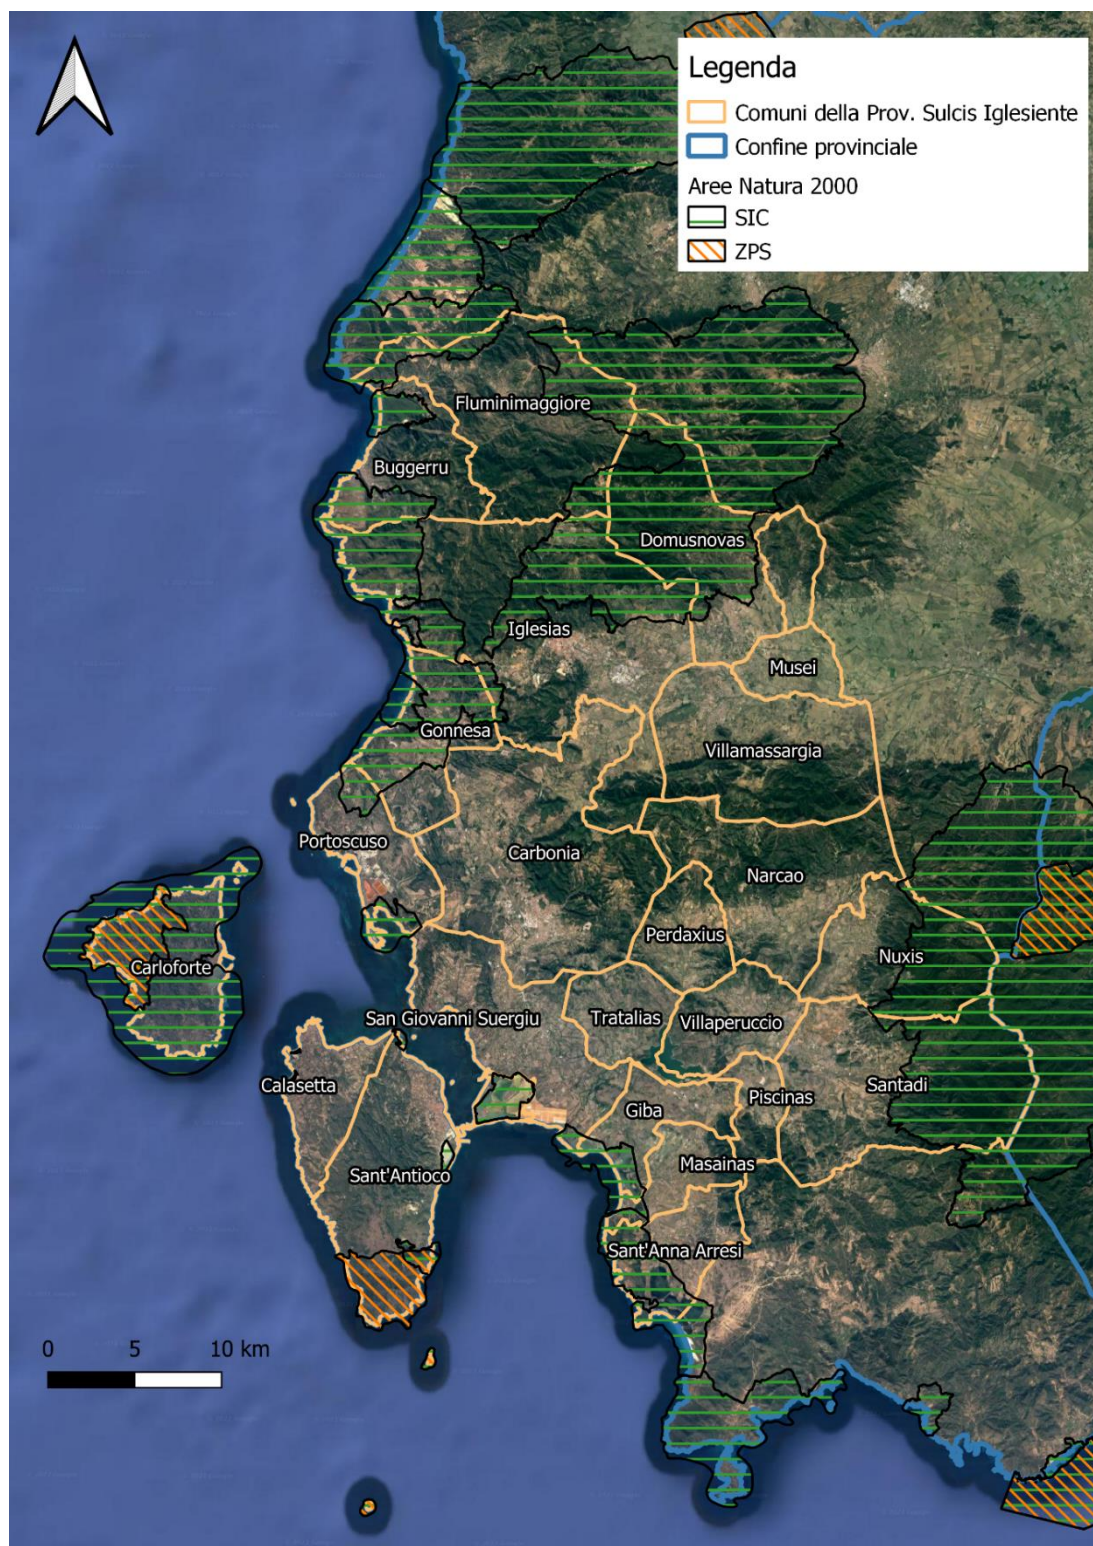 Legenda
Comuni della Prov. Sulcis Iglesiente
Confine provinciale
Aree Natura 2000
SIC
ZPS
Fluminimaggiore
Buggerru
Domusnovas
Iglesias
Musei
Gonnesa
Villamassargia
Portoscuso
Carbonia
Narcao
Perdaxius
Nuxis
Carloforte
San Giovanni Suergiu
Tratalias
Villaperuccio
Calasetta
Santadi
Piscinas
Giba
Masainas
Sant'Antioco
Sant'Anna Arresi
0 5 10 km